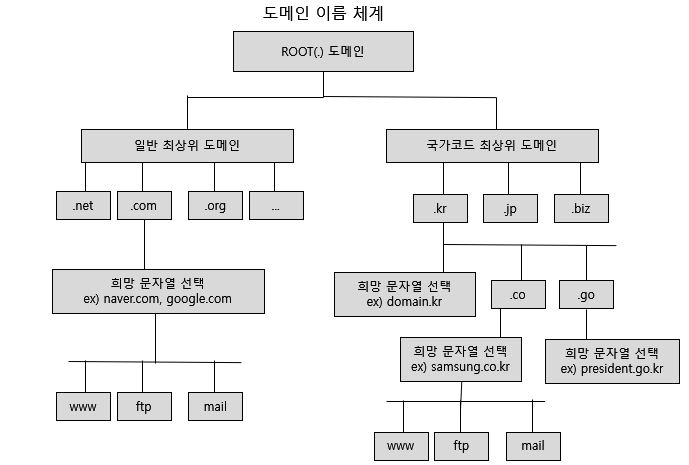 도메인 이름 체계
ROOT(.) 도메인
일반 최상위 도메인
국가코드 최상위 도메인
.net
.com
.org
...
.kr
.jp
.biz
희망 문자열 선택
ex) naver.com, google.com
희망 문자열 선택
ex) domain.kr
.co
.go
희망 문자열 선택
ex) samsung.co.kr
희망 문자열 선택
ex) president.go.kr
www
ftp
mail
www
ftp
mail